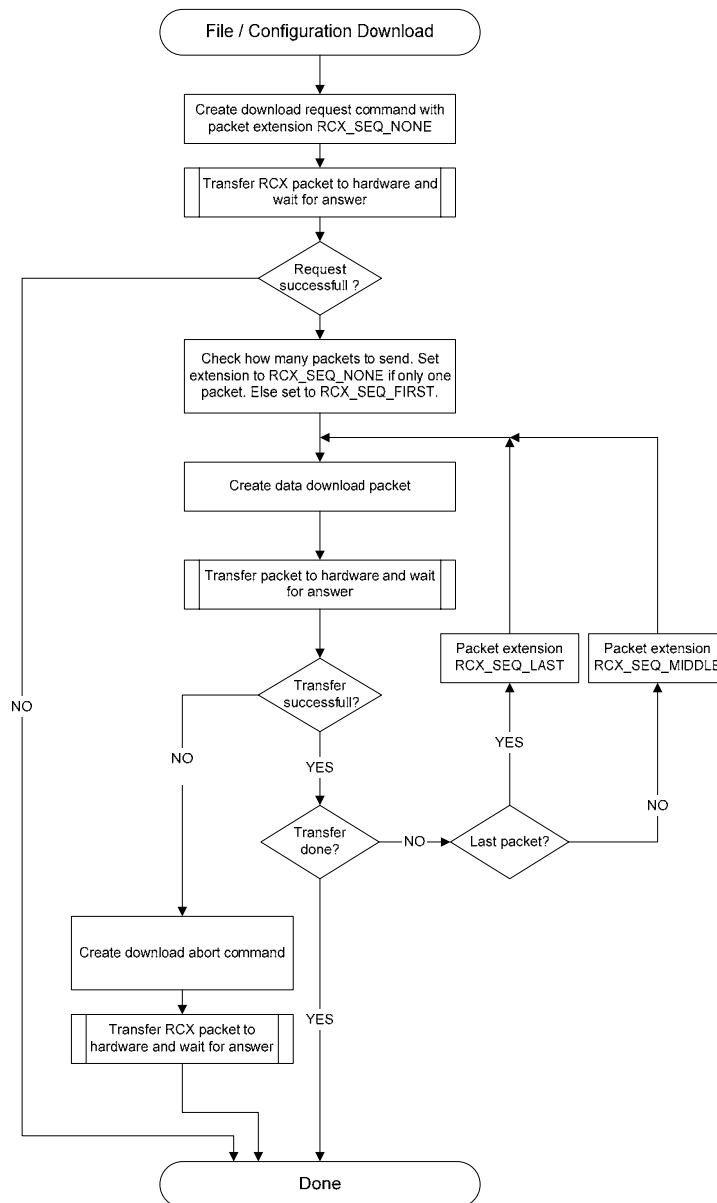 File / Configuration Download
Create download request command with
packet extension RCX_SEQ_NONE
Transfer RCX packet to hardware and
wait for answer
Request
successfull ?
Check how many packets to send. Set
extension to RCX_SEQ_NONE if only one
packet. Else set to RCX_SEQ_FIRST.
Create data download packet
Transfer packet to hardware and wait
for answer
Packet extension
RCX_SEQ_LAST
Packet extension
RCX_SEQ_MIDDLE
Transfer
successfull?
NO
NO
YES
YES
NO
Transfer
done?
NO
Last packet?
Create download abort command
YES
Transfer RCX packet to
hardware and wait for answer
Done